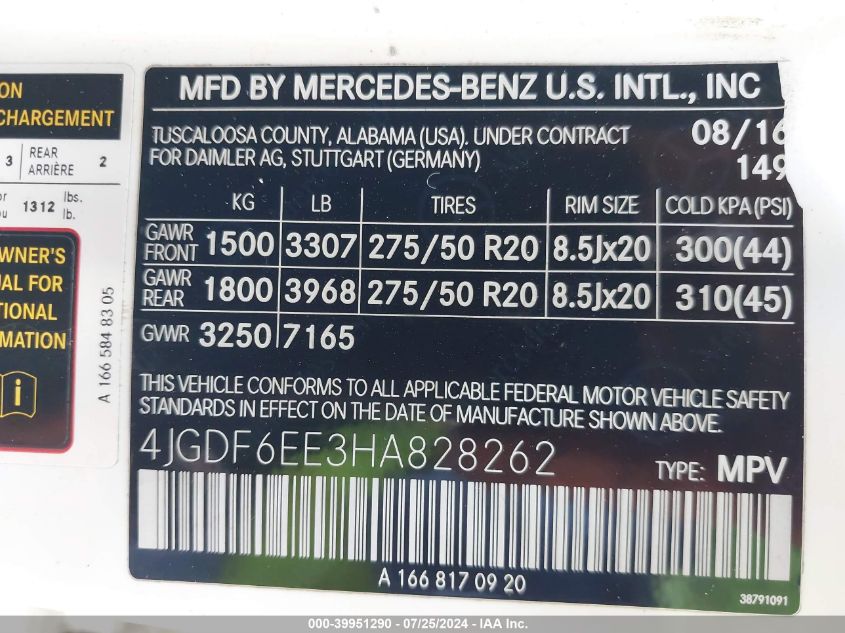 ON
CHARGEMENT
3 REAR ARRIÈRE 2
or
ou 1312 lbs. lb.
OWNER'S
FOR
MATION
A 166 584 83 05
MFD BY MERCEDES-BENZ U.S. INTL., INC
TUSCALOOSA COUNTY, ALABAMA (USA). UNDER CONTRACT 08/16
FOR DAIMLER AG, STUTTGART (GERMANY) 149
KG LB TIRES RIM SIZE COLD KPA (PSI)
GAWR FRONT 1500 3307 275/50 R20 8.5Jx20 300(44)
GAWR REAR 1800 3968 275/50 R20 8.5Jx20 310(45)
GVWR 3250 7165
THIS VEHICLE CONFORMS TO ALL APPLICABLE FEDERAL MOTOR VEHICLE SAFETY
STANDARDS IN EFFECT ON THE DATE OF MANUFACTURE SHOWN ABOVE.
4JGDF6EE3HA828262 TYPE: MPV
A 166 817 09 20
38791091
000-39951290 - 07/25/2024 - IAAI Inc.